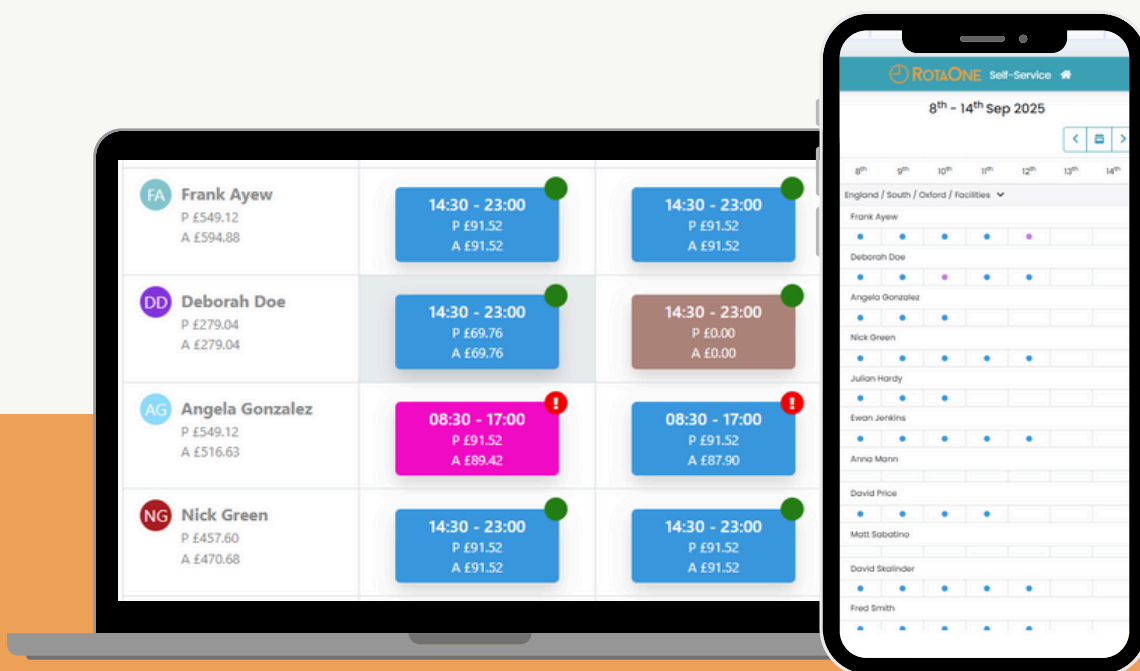 FA Frank Ayew
P £549.12
A £594.88
14:30 - 23:00
P £91.52
A £91.52
14:30 - 23:00
P £91.52
A £91.52
DD Deborah Doe
P £279.04
A £279.04
14:30 - 23:00
P £69.76
A £69.76
14:30 - 23:00
P £0.00
A £0.00
AG Angela Gonzalez
P £549.12
A £516.63
08:30 - 17:00
P £91.52
A £89.42
!
08:30 - 17:00
P £91.52
A £87.90
!
NG Nick Green
P £457.60
A £470.68
14:30 - 23:00
P £91.52
A £91.52
14:30 - 23:00
P £91.52
A £91.52
ROTAONE Self-Service
8th - 14th Sep 2025
8th 9th 10th 11th 12th 13th 14th
England / South / Oxford / Facilities
Frank Ayew
Deborah Doe
Angela Gonzalez
Nick Green
Julian Hardy
Ewan Jenkins
Anna Mann
David Price
Matt Sabatino
David Skalinder
Fred Smith